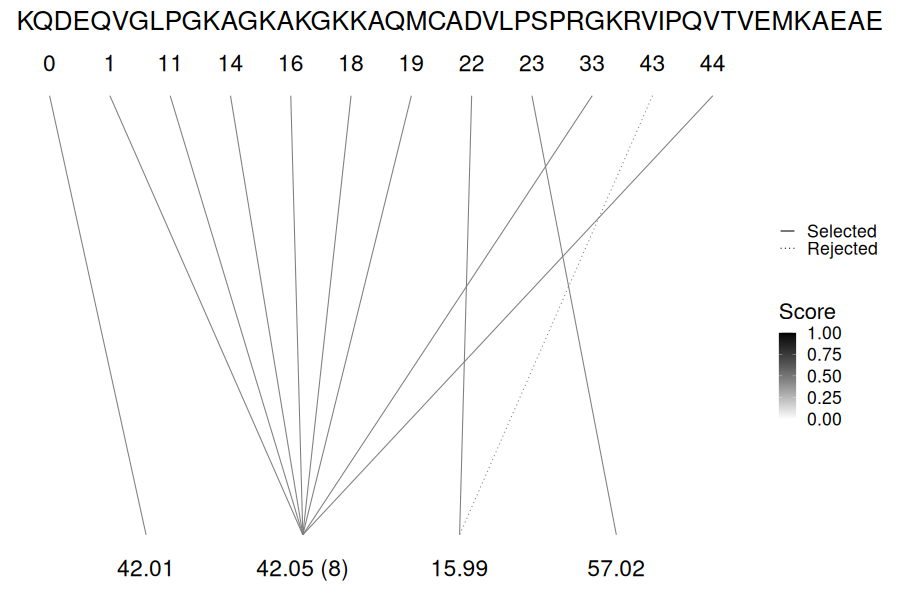 KQDEQVGLPGKAGKAKGKKAQMCADVLPSPRGKRVIPQVTVEMKAEAE
0 1 11 14 16 18 19 22 23 33 43 44
Selected
Rejected
Score
1.00
0.75
0.50
0.25
0.00
42.01 42.05 (8) 15.99 57.02